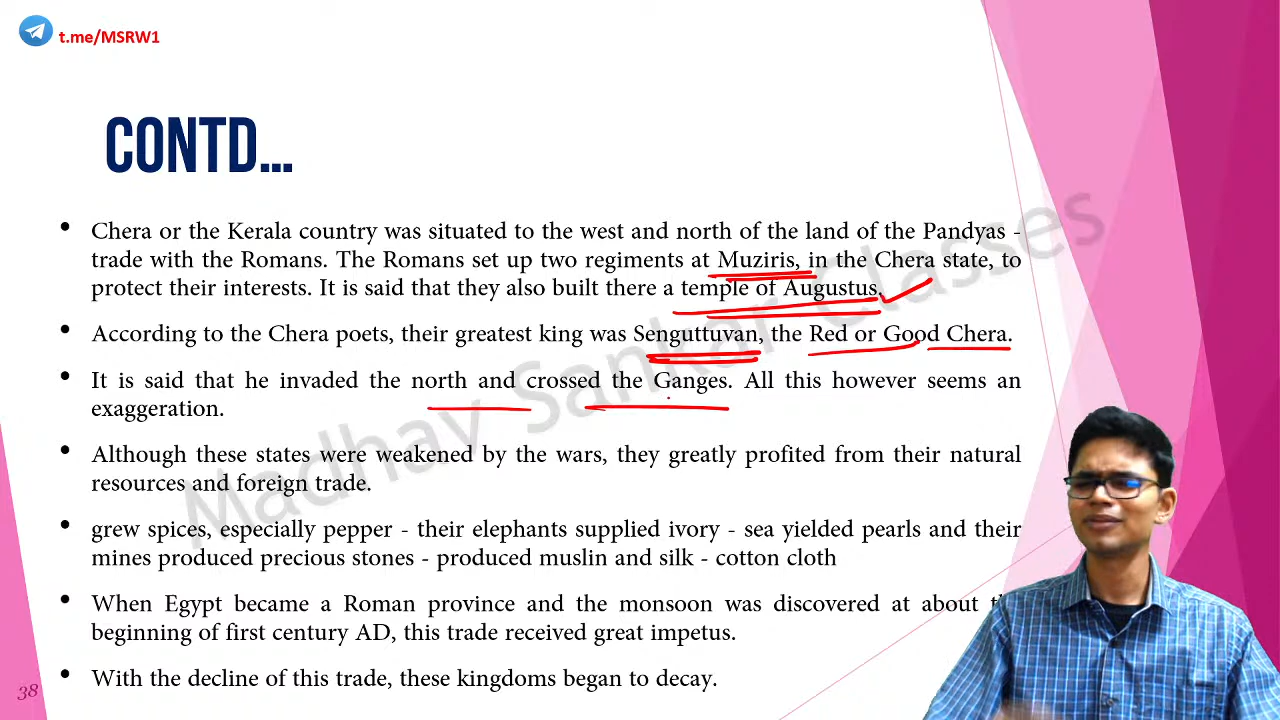 t.me/MSRW1
CONTD...
• Chera or the Kerala country was situated to the west and north of the land of the Pandyas -
trade with the Romans. The Romans set up two regiments at Muziris, in the Chera state, to
protect their interests. It is said that they also built there a temple of Augustus.
• According to the Chera poets, their greatest king was Senguttuvan, the Red or Good Chera.
• It is said that he invaded the north and crossed the Ganges. All this however seems an
exaggeration.
• Although these states were weakened by the wars, they greatly profited from their natural
resources and foreign trade.
• grew spices, especially pepper - their elephants supplied ivory - sea yielded pearls and their
mines produced precious stones - produced muslin and silk - cotton cloth
• When Egypt became a Roman province and the monsoon was discovered at about
beginning of first century AD, this trade received great impetus.
• With the decline of this trade, these kingdoms began to decay.
38
Madhav Sankar Classes